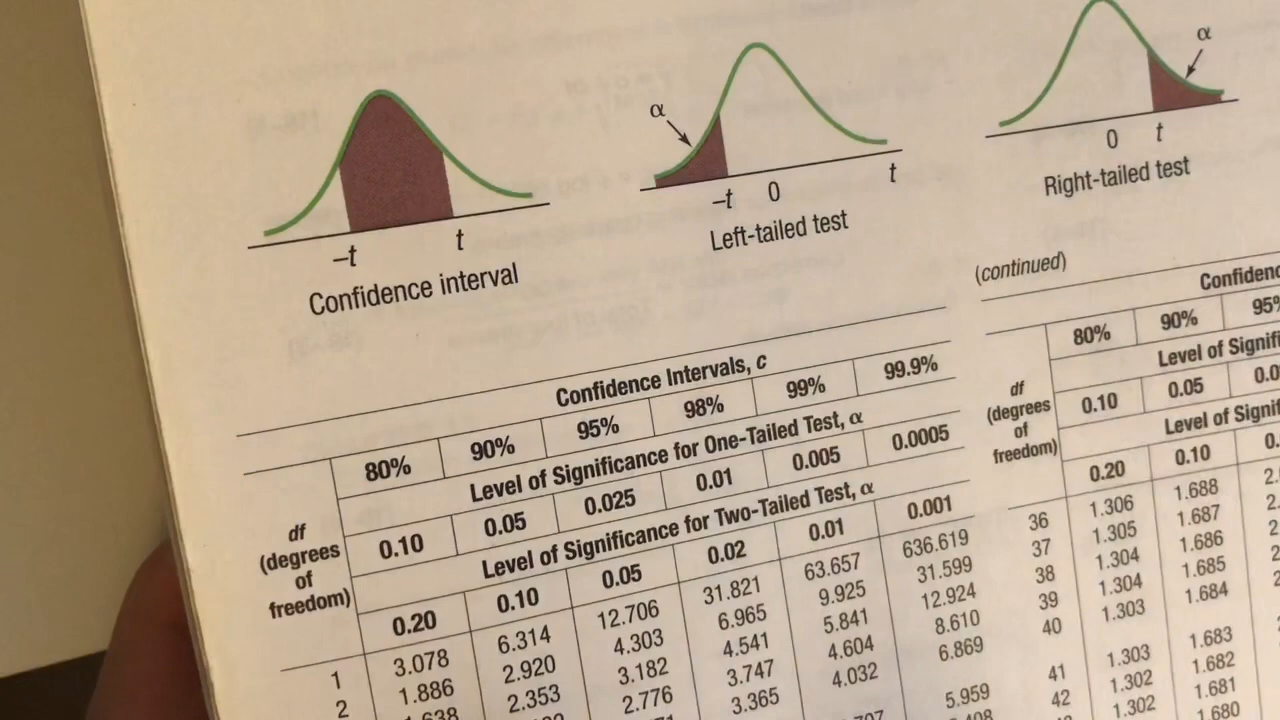 α
α
0 t
-t 0 t
Right-tailed test
-t t
Left-tailed test
Confidence interval
(continued)
Confidence Intervals, c
80% 90% 95% 98% 99% 99.9%
Level of Significance for One-Tailed Test, α
df
(degrees
of
freedom)
0.10 0.05 0.025 0.01 0.005 0.0005
Level of Significance for Two-Tailed Test, α
0.20 0.10 0.05 0.02 0.01 0.001
1 3.078 6.314 12.706 31.821 63.657 636.619
2 1.886 2.920 4.303 6.965 9.925 31.599
1.638 2.353 3.182 4.541 5.841 12.924
2.776 3.747 4.604 8.610
3.365 4.032 6.869
5.959
80% 90% 95%
Level of
df
(degrees
of
freedom)
0.10 0.05
Level of
0.20 0.10
36 1.306 1.688
37 1.305 1.687
38 1.304 1.686
39 1.304 1.685
40 1.303 1.684
41 1.303 1.683
42 1.302 1.682
1.302 1.681
1.680